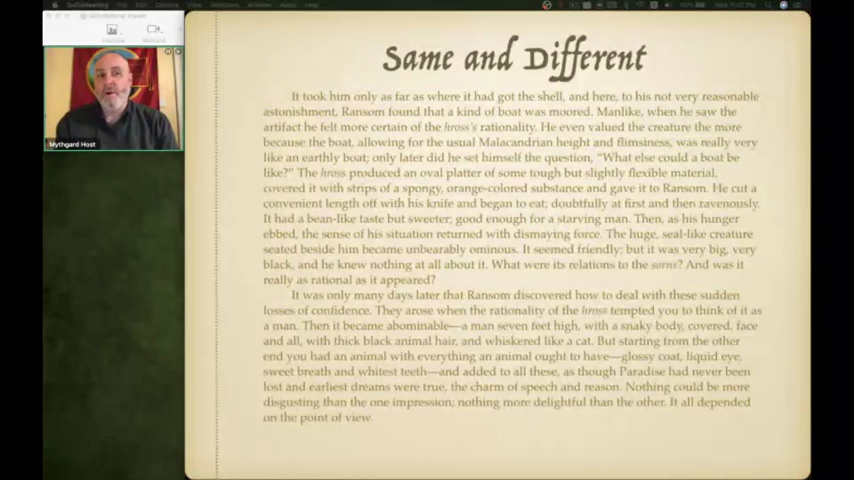 GoToMeeting
Mythgard Host
Same and Different
It took him only as far as where it had got the shell, and here, to his not very reasonable
astonishment, Ransom found that a kind of boat was moored. Manlike, when he saw the
artifact he felt more certain of the hross's rationality. He even valued the creature the more
because the boat, allowing for the usual Malacandrian height and flimsiness, was really very
like an earthly boat; only later did he set himself the question, “What else could a boat be
like?” The hross produced an oval platter of some tough but slightly flexible material,
covered it with strips of a spongy, orange-colored substance and gave it to Ransom. He cut a
convenient length off with his knife and began to eat; doubtfully at first and then ravenously.
It had a bean-like taste but sweeter; good enough for a starving man. Then, as his hunger
ebbed, the sense of his situation returned with dismaying force. The huge, seal-like creature
seated beside him became unbearably ominous. It seemed friendly; but it was very big, very
black, and he knew nothing at all about it. What were its relations to the sorns? And was it
really as rational as it appeared?
It was only many days later that Ransom discovered how to deal with these sudden
losses of confidence. They arose when the rationality of the hross tempted you to think of it as
a man. Then it became abominable—a man seven feet high, with a snaky body, covered, face
and all, with thick black animal hair, and whiskered like a cat. But starting from the other
end you had an animal with everything an animal ought to have—glossy coat, liquid eye,
sweet breath and whitest teeth—and added to all these, as though Paradise had never been
lost and earliest dreams were true, the charm of speech and reason. Nothing could be more
disgusting than the one impression; nothing more delightful than the other. It all depended
on the point of view.